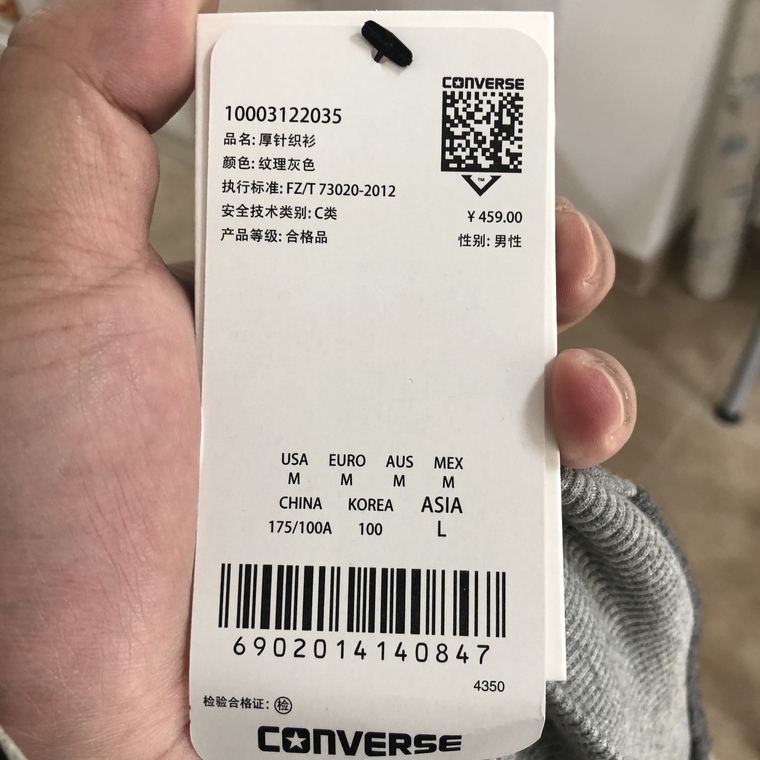 CONVERSE
10003122035
品名: 厚针织衫
颜色: 纹理灰色
执行标准: FZ/T 73020-2012
安全技术类别: C类
¥ 459.00
产品等级: 合格品
性别: 男性
™
USA EURO AUS MEX
M M M M
CHINA KOREA ASIA
175/100A 100 L
6902014140847
4350
检验合格证: 检
CONVERSE